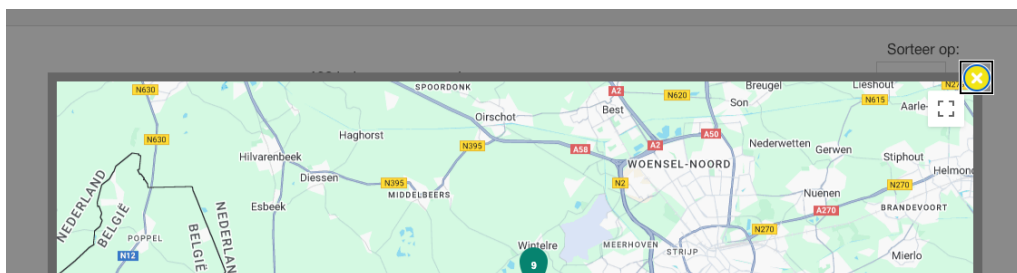 Sorteer op:
N630
SPOORDONK
A2
N620
Breugel
Lieshout
Oirschot
Best
Son
N615
Aarle-
N630
Haghorst
N395
A58
A2
A50
Nederwetten
Gerwen
Stiphout
Hilvarenbeek
WOENSEL-NOORD
Helmond
Diessen
N395
MIDDELBEERS
N2
Nuenen
N270
NEDERLAND
BELGIË
Esbeek
NEDERLAN
BELGIË
A270
BRANDEVOORT
POPPEL
N270
N12
Wintelre
9
MEERHOVEN
STRIJP
Mierlo